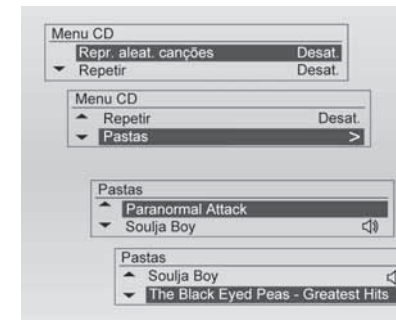 Menu CD
Repr. aleat. canções Desat.
Repetir Desat.
Menu CD
Repetir Desat.
Pastas >
Pastas
Paranormal Attack
Soulja Boy
Pastas
Soulja Boy
The Black Eyed Peas - Greatest Hits